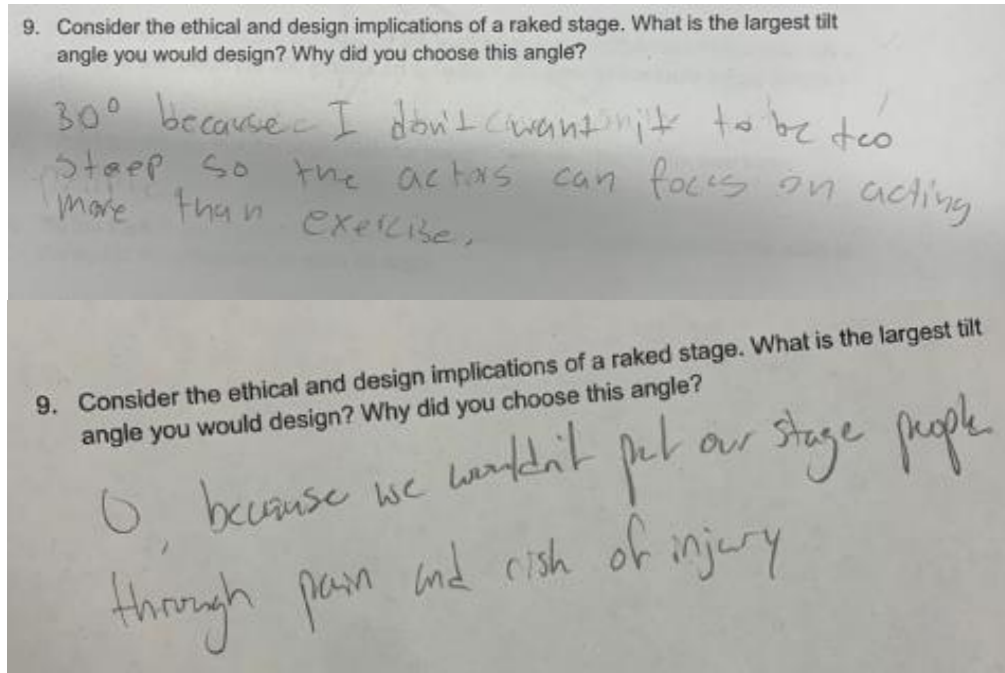 9. Consider the ethical and design implications of a raked stage. What is the largest tilt
angle you would design? Why did you choose this angle?
30° because I don't want it to be too
steep so the actors can focus on acting
more than exercise.
9. Consider the ethical and design implications of a raked stage. What is the largest tilt
angle you would design? Why did you choose this angle?
0, because we wouldn't put our stage people
through pain and risk of injury